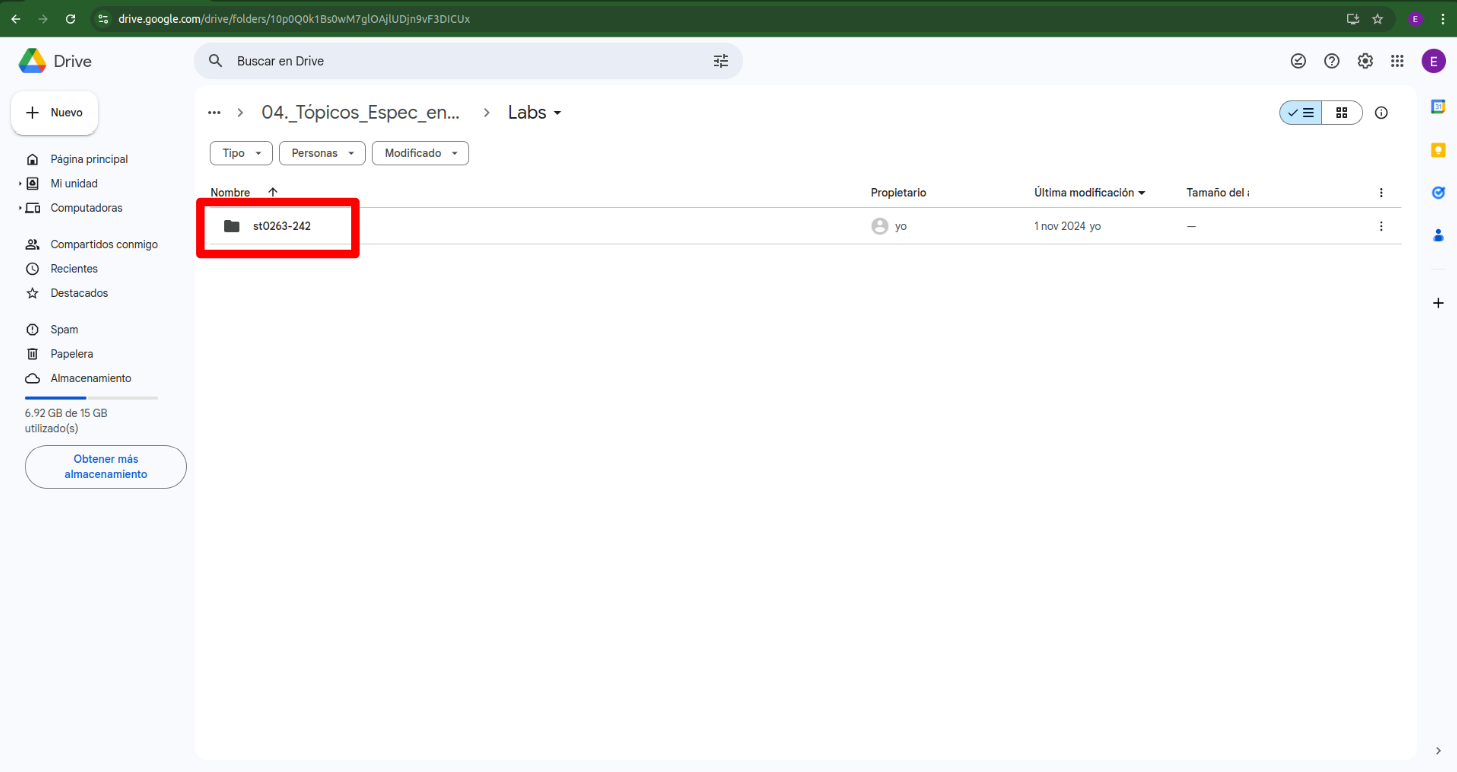 drive.google.com/drive/folders/10p0Q0k1Bs0wM7glOAjlUDjn9vF3DICUx
E
Drive
Buscar en Drive
E
Nuevo
... > 04._Tópicos_Espec_en... > Labs
31
Tipo Personas Modificado
Página principal
Mi unidad
Computadoras
Nombre Propietario Última modificación Tamaño del a
st0263-242 yo 1 nov 2024 yo —
Compartidos conmigo
Recientes
Destacados
Spam
Papelera
Almacenamiento
6.92 GB de 15 GB
utilizado(s)
Obtener más
almacenamiento